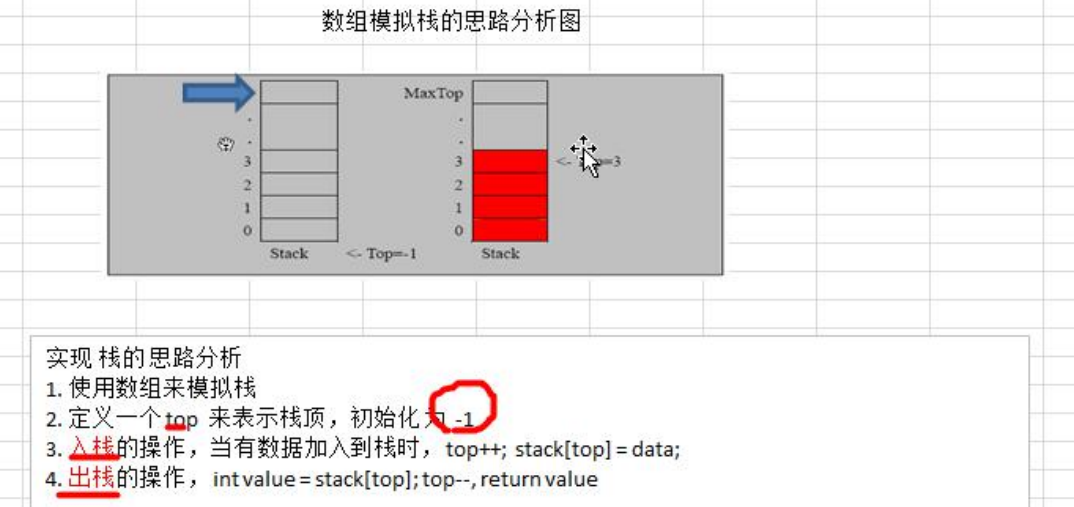 数组模拟栈的思路分析图
MaxTop
.
.
.
.
3
3
<- =3
2
2
1
1
0
0
Stack
<- Top=-1
Stack
实现 栈的思路分析
1. 使用数组来模拟栈
2. 定义一个 top 来表示栈顶，初始化 为 -1
3. 入栈的操作，当有数据加入到栈时， top++; stack[top] = data;
4. 出栈的操作， int value = stack[top]; top--, return value